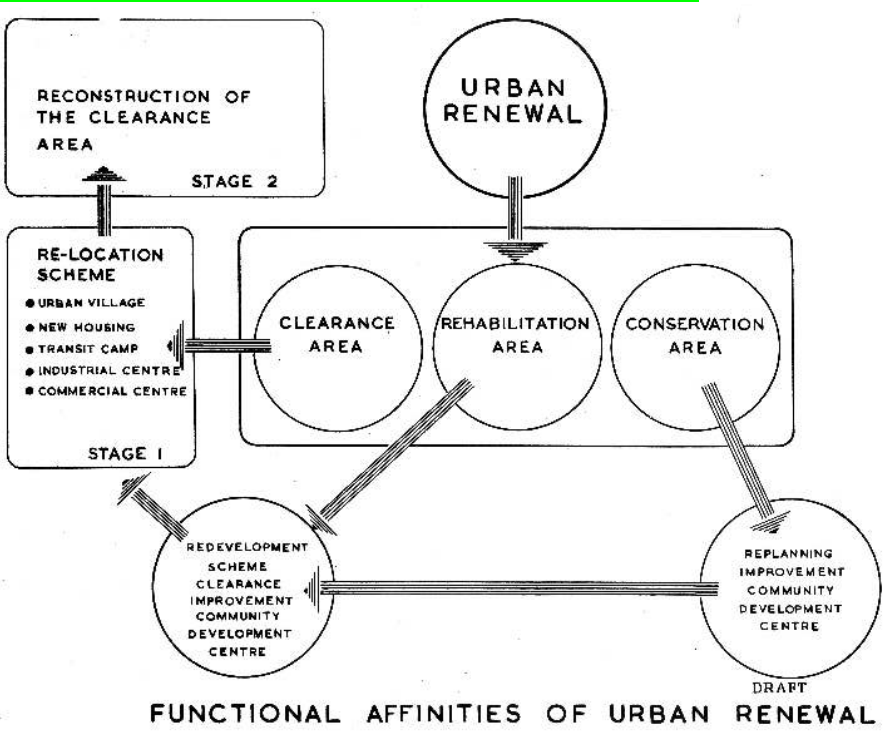 RECONSTRUCTION OF
THE CLEARANCE
AREA
STAGE 2
URBAN
RENEWAL
RE-LOCATION
SCHEME
● URBAN VILLAGE
● NEW HOUSING
● TRANSIT CAMP
● INDUSTRIAL CENTRE
● COMMERCIAL CENTRE
STAGE I
CLEARANCE
AREA
REHABILITATION
AREA
CONSERVATION
AREA
REDEVELOPMENT
SCHEME
CLEARANCE
IMPROVEMENT
COMMUNITY
DEVELOPMENT
CENTRE
REPLANNING
IMPROVEMENT
COMMUNITY
DEVELOPMENT
CENTRE
DRAFT
FUNCTIONAL AFFINITIES OF URBAN RENEWAL